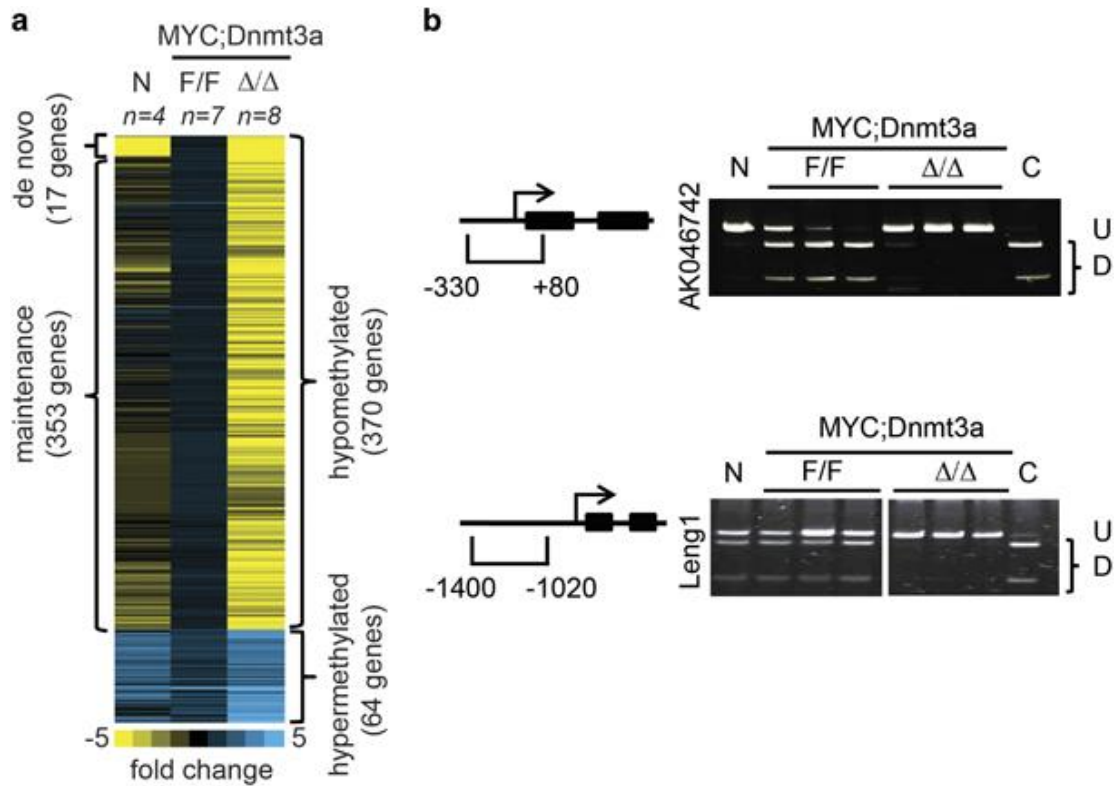 a
MYC;Dnmt3a
N F/F Δ/Δ
n=4 n=7 n=8
de novo
(17 genes)
maintenance
(353 genes)
hypomethylated
(370 genes)
hypermethylated
(64 genes)
-5 5
fold change
b
MYC;Dnmt3a
N F/F Δ/Δ C
AK046742
U
D
-330 +80
MYC;Dnmt3a
N F/F Δ/Δ C
Leng1
U
D
-1400 -1020